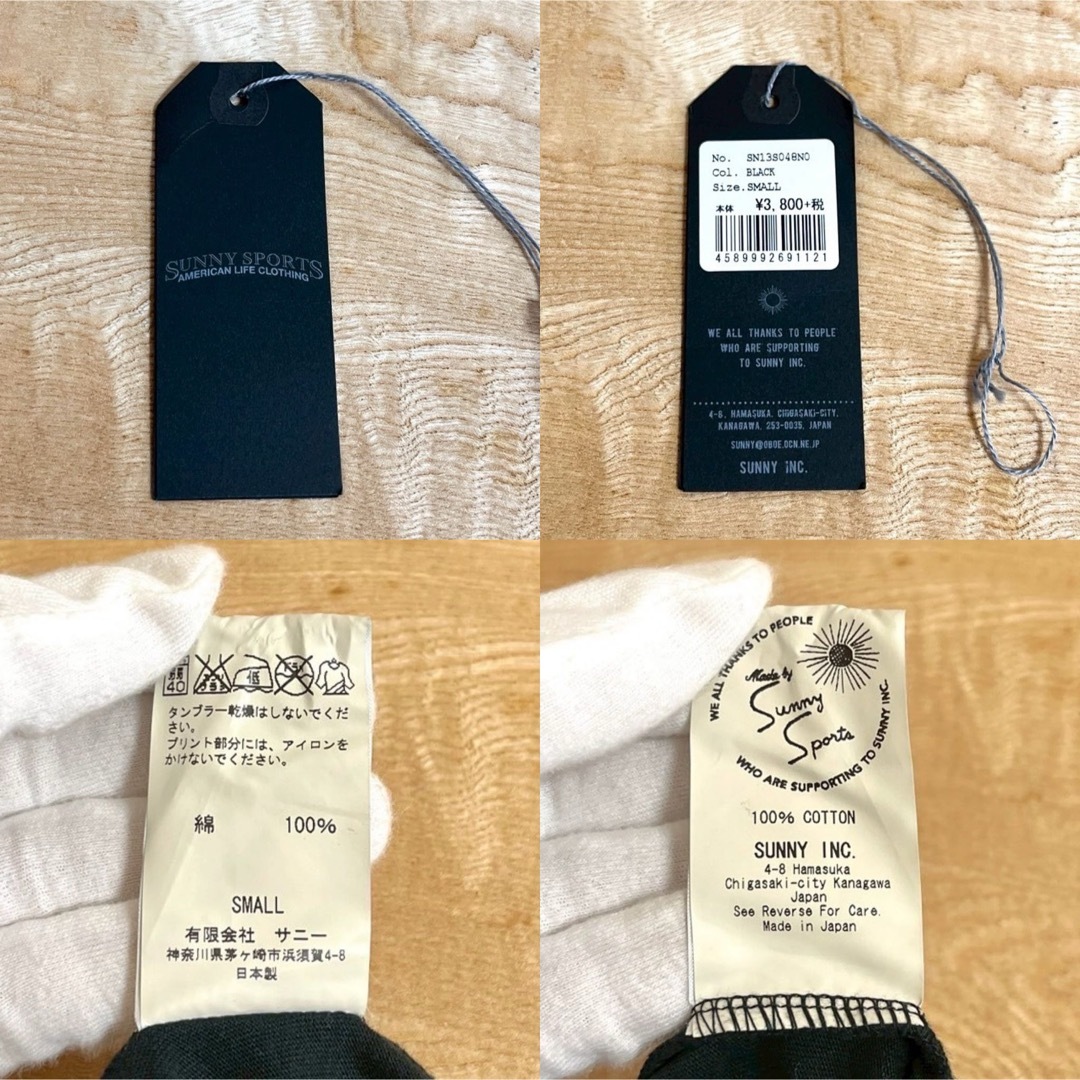 SUNNY SPORTS
AMERICAN LIFE CLOTHING
No. SN13S048N0
Col. BLACK
Size.SMALL
本体 ¥3,800+税
4589992691121
WE ALL THANKS TO PEOPLE
WHO ARE SUPPORTING
TO SUNNY INC.
4-8, HAMASUKA, CHIGASAKI-CITY,
KANAGAWA, 253-0035, JAPAN
SUNNY@OBOE.OCN.NE.JP
SUNNY INC.
40
低
タンブラー乾燥はしないでくだ
さい。
プリント部分には、アイロンを
かけないでください。
綿 100%
SMALL
有限会社 サニー
神奈川県茅ヶ崎市浜須賀4-8
日本製
WE ALL THANKS TO PEOPLE
Made by
Sunny
Sports
WHO ARE SUPPORTING TO SUNNY INC.
100% COTTON
SUNNY INC.
4-8 Hamasuka
Chigasaki-city Kanagawa
Japan
See Reverse For Care.
Made in Japan